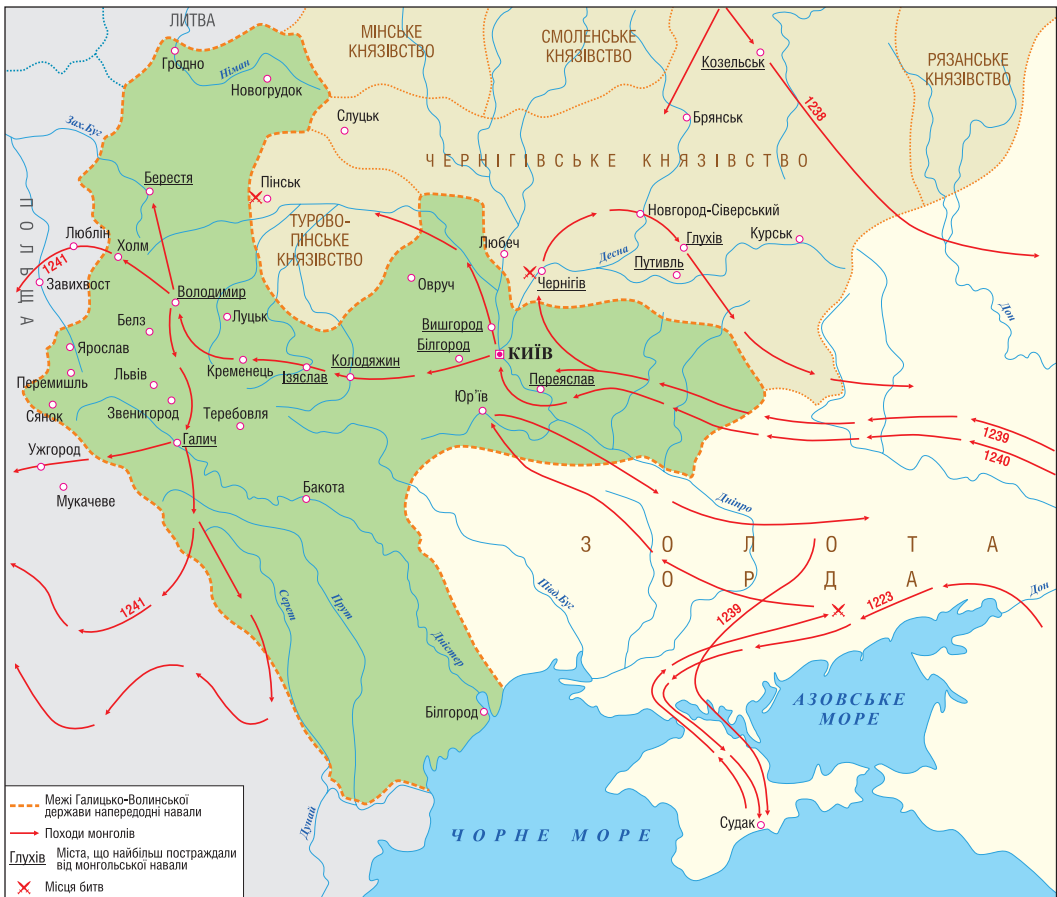 ЛИТВА
Гродно
Німан
Новогрудок
МІНСЬКЕ
КНЯЗІВСТВО
СМОЛЕНСЬКЕ
КНЯЗІВСТВО
Козельськ
РЯЗАНСЬКЕ
КНЯЗІВСТВО
1238
Слуцьк
Брянськ
Зах.Буг
ЧЕРНІГІВСЬКЕ КНЯЗІВСТВО
Берестя
Пінськ
ПОЛЬЩА
ТУРОВО-
ПІНСЬКЕ
КНЯЗІВСТВО
Новгород-Сіверський
Люблін
Холм
1241
Любеч
Десна
Глухів
Курськ
Путивль
Чернігів
Завихвост
Овруч
Володимир
Дон
Белз
Луцьк
Вишгород
Білгород
КИЇВ
Ярослав
Кременець
Ізяслав
Колодяжин
Переяслав
Перемишль
Львів
Юр’їв
Сянок
Звенигород
Теребовля
Галич
1239
1240
Ужгород
Мукачеве
Бакота
Дніпро
ЗОЛОТА
ОРДА
Півд.Буг
1241
Серет
Прут
Дністер
1239
1223
Дон
Білгород
АЗОВСЬКЕ
МОРЕ
Дунай
ЧОРНЕ МОРЕ
Судак
Межі Галицько-Волинської
держави напередодні навали
Походи монголів
Глухів Міста, що найбільш постраждали
від монгольської навали
Місця битв